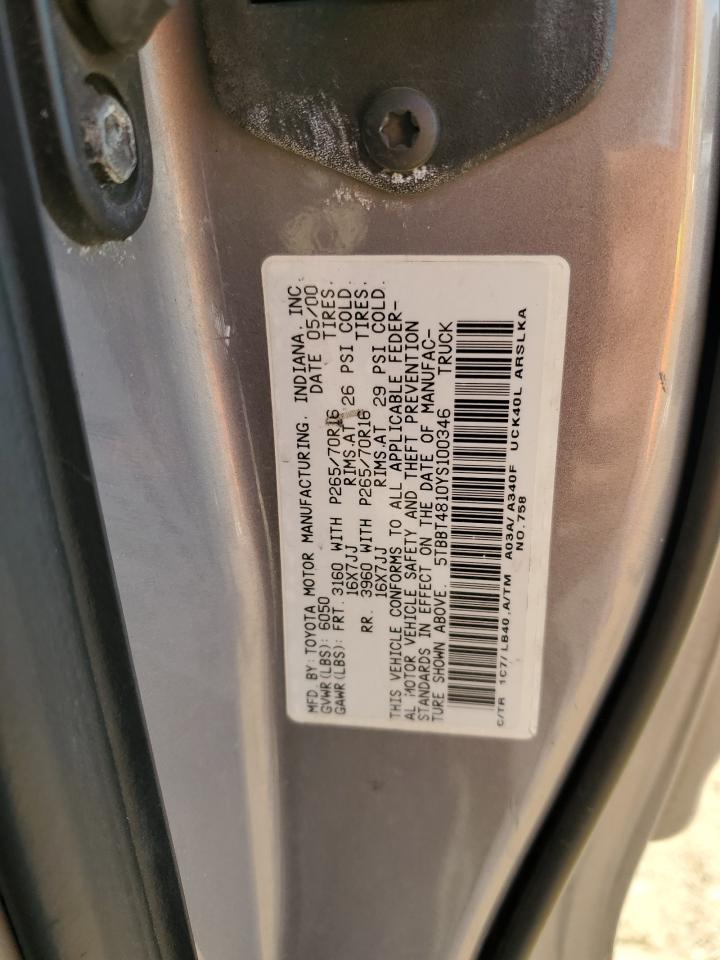 MFD BY: TOYOTA MOTOR MANUFACTURING, INDIANA, INC.
GVWR(LBS): 6050 DATE 05/00
GAWR(LBS): FRT. 3160 WITH P265/70R16 TIRES.
16X7JJ RIMS.AT 26 PSI COLD.
RR. 3960 WITH P265/70R16 TIRES.
16X7JJ RIMS.AT 29 PSI COLD.
THIS VEHICLE CONFORMS TO ALL APPLICABLE FEDER-
AL MOTOR VEHICLE SAFETY AND THEFT PREVENTION
STANDARDS IN EFFECT ON THE DATE OF MANUFAC-
TURE SHOWN ABOVE. 5TBBT4810YS100346 TRUCK
C/TR 1C7/LB40,A/TM A03A/A340F UCK40L ARSLKA
NO.758